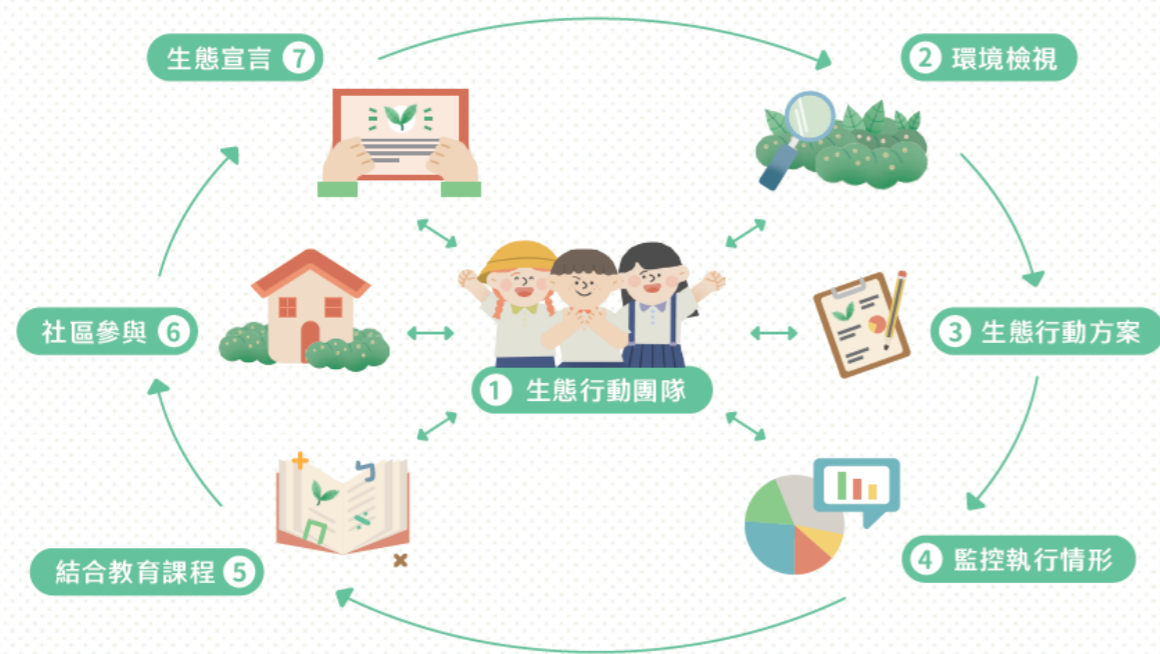 生態宣言 7
2 環境檢視
社區參與 6
3 生態行動方案
1 生態行動團隊
結合教育課程 5
4 監控執行情形